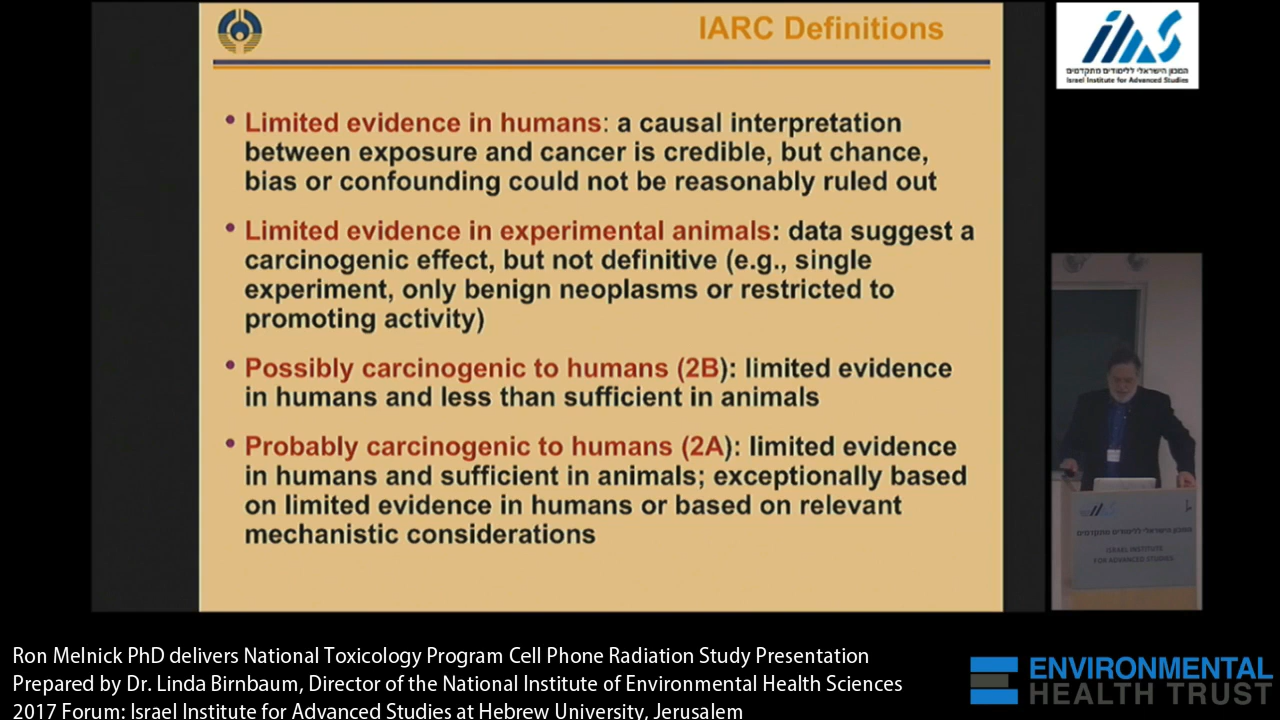 IARC Definitions
• Limited evidence in humans: a causal interpretation
between exposure and cancer is credible, but chance,
bias or confounding could not be reasonably ruled out
• Limited evidence in experimental animals: data suggest a
carcinogenic effect, but not definitive (e.g., single
experiment, only benign neoplasms or restricted to
promoting activity)
• Possibly carcinogenic to humans (2B): limited evidence
in humans and less than sufficient in animals
• Probably carcinogenic to humans (2A): limited evidence
in humans and sufficient in animals; exceptionally based
on limited evidence in humans or based on relevant
mechanistic considerations
המכון הישראלי ללימודים מתקדמים
Israel Institute for Advanced Studies
המכון הישראלי ללימודים מתקדמים
ISRAEL INSTITUTE
FOR ADVANCED STUDIES
Ron Melnick PhD delivers National Toxicology Program Cell Phone Radiation Study Presentation
Prepared by Dr. Linda Birnbaum, Director of the National Institute of Environmental Health Sciences
2017 Forum: Israel Institute for Advanced Studies at Hebrew University, Jerusalem
ENVIRONMENTAL
HEALTH TRUST